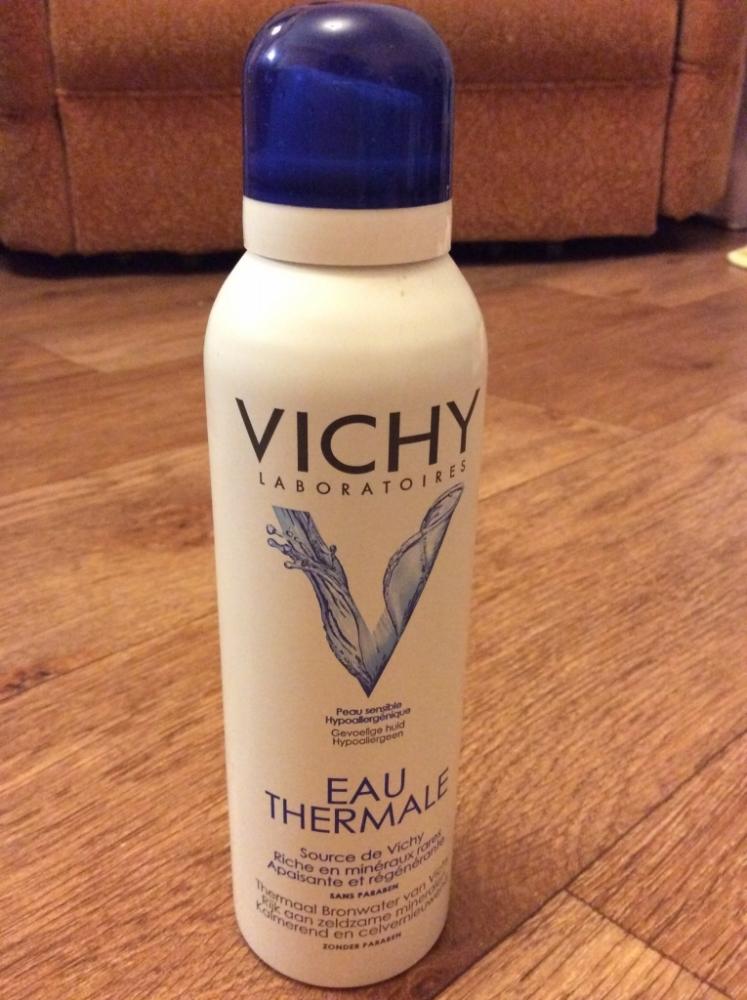 VICHY
LABORATOIRES
Peau sensible
Hypoallergénique
Gevoelige huid
Hypoallergeen
EAU
THERMALE
Source de Vichy
Riche en minéraux rares
Apaisante et régénérante
SANS PARABEN
Thermaal Bronwater van Vichy
Rijk aan zeldzame mineralen
Kalmerend en celvernieuwend
ZONDER PARABEN